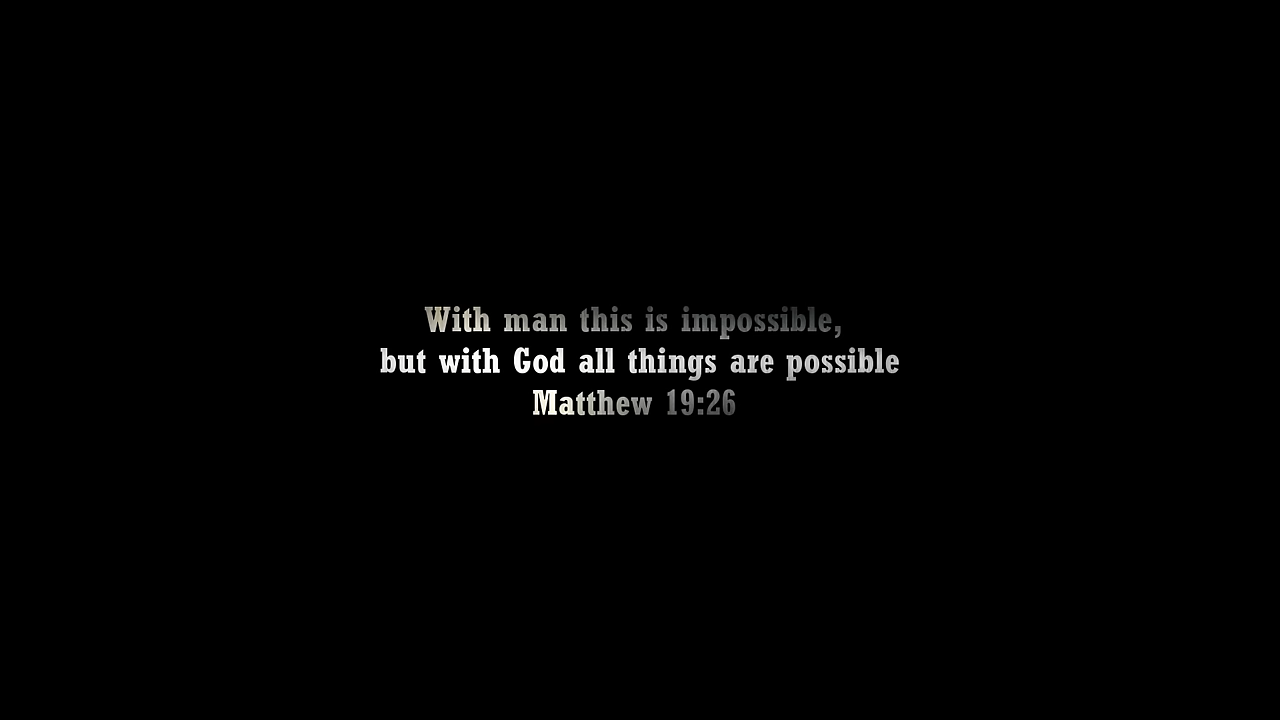 With man this is impossible,
but with God all things are possible
Matthew 19:26